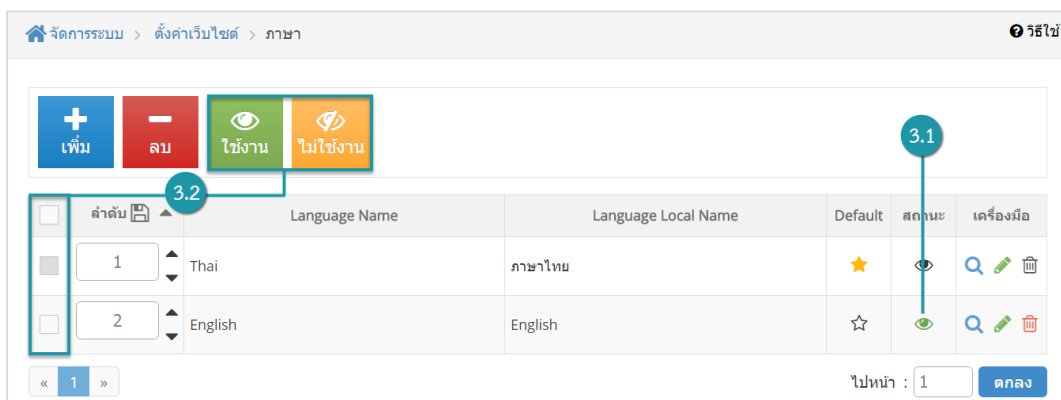 จัดการระบบ > ตั้งค่าเว็บไซต์ > ภาษา
วิธีใช้
เพิ่ม
ลบ
ใช้งาน
ไม่ใช้งาน
3.1
3.2
ลำดับ Language Name Language Local Name Default สถานะ เครื่องมือ
1 Thai ภาษาไทย
2 English English
« 1 » ไปหน้า : 1 ตกลง